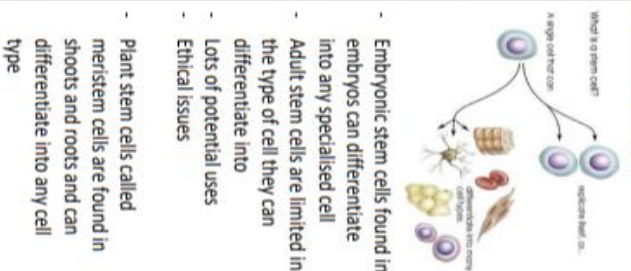 What is a stem cell?
A single cell that can
replicate itself, or...
differentiate into many
cell types.
- Embryonic stem cells found in
embryos can differentiate
into any specialised cell
- Adult stem cells are limited in
the type of cell they can
differentiate into
- Lots of potential uses
- Ethical issues
- Plant stem cells called
meristem cells are found in
shoots and roots and can
differentiate into any cell
type